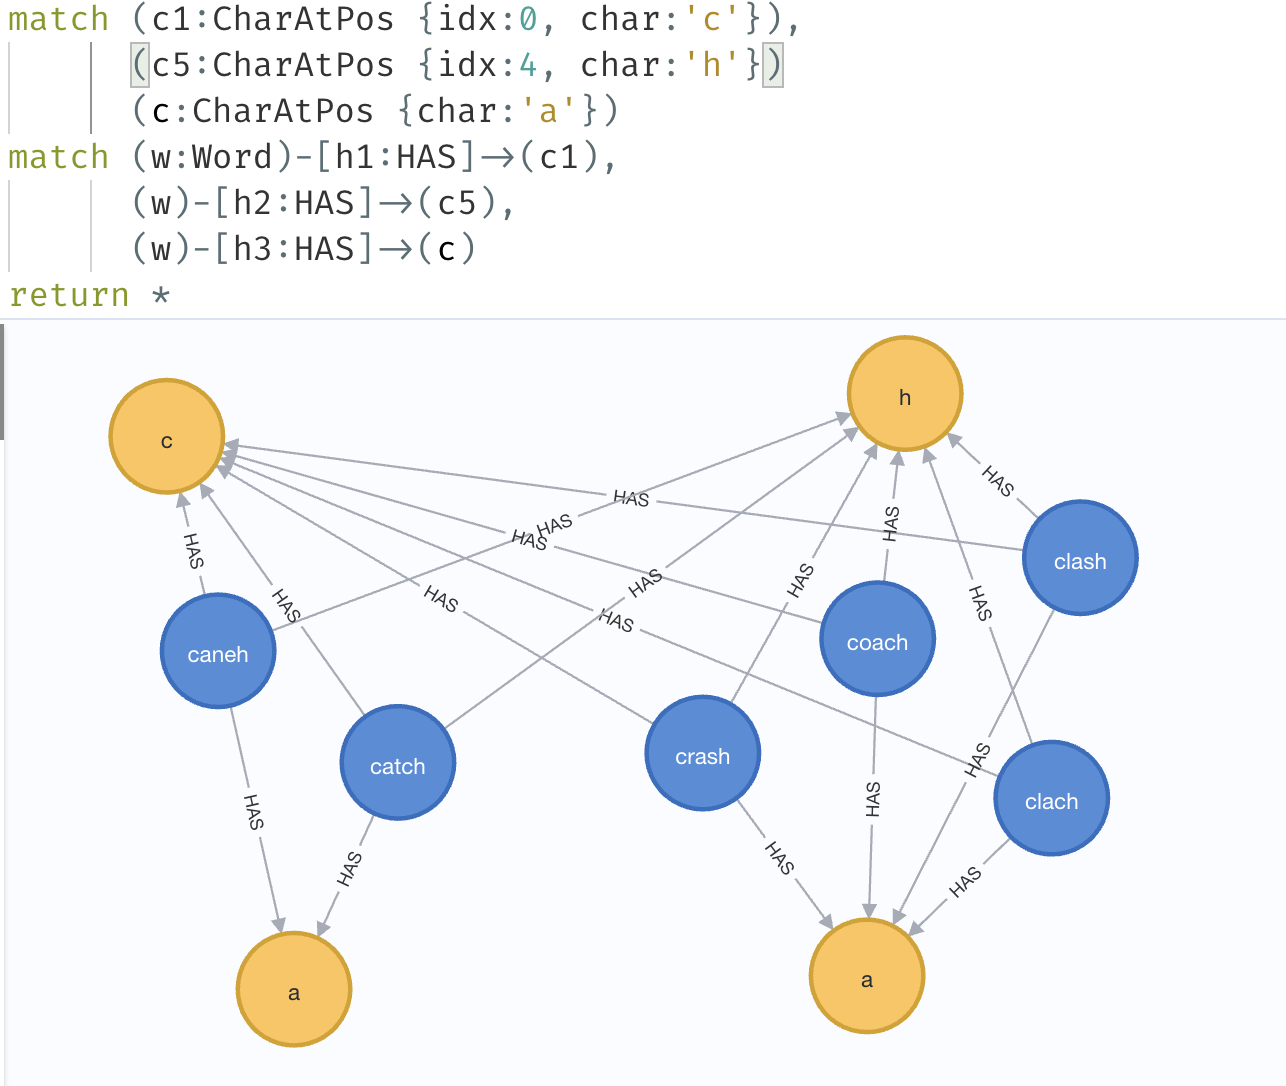 match (c1:CharAtPos {idx:0, char:'c'}),
(c5:CharAtPos {idx:4, char:'h'})
(c:CharAtPos {char:'a'})
match (w:Word)-[h1:HAS]->(c1),
(w)-[h2:HAS]->(c5),
(w)-[h3:HAS]->(c)
return *
h
c
HAS
HAS
HAS
HAS
HAS
HAS
clash
HAS
HAS
HAS
HAS
HAS
HAS
HAS
coach
caneh
crash
HAS
catch
clach
HAS
HAS
HAS
HAS
HAS
a
a